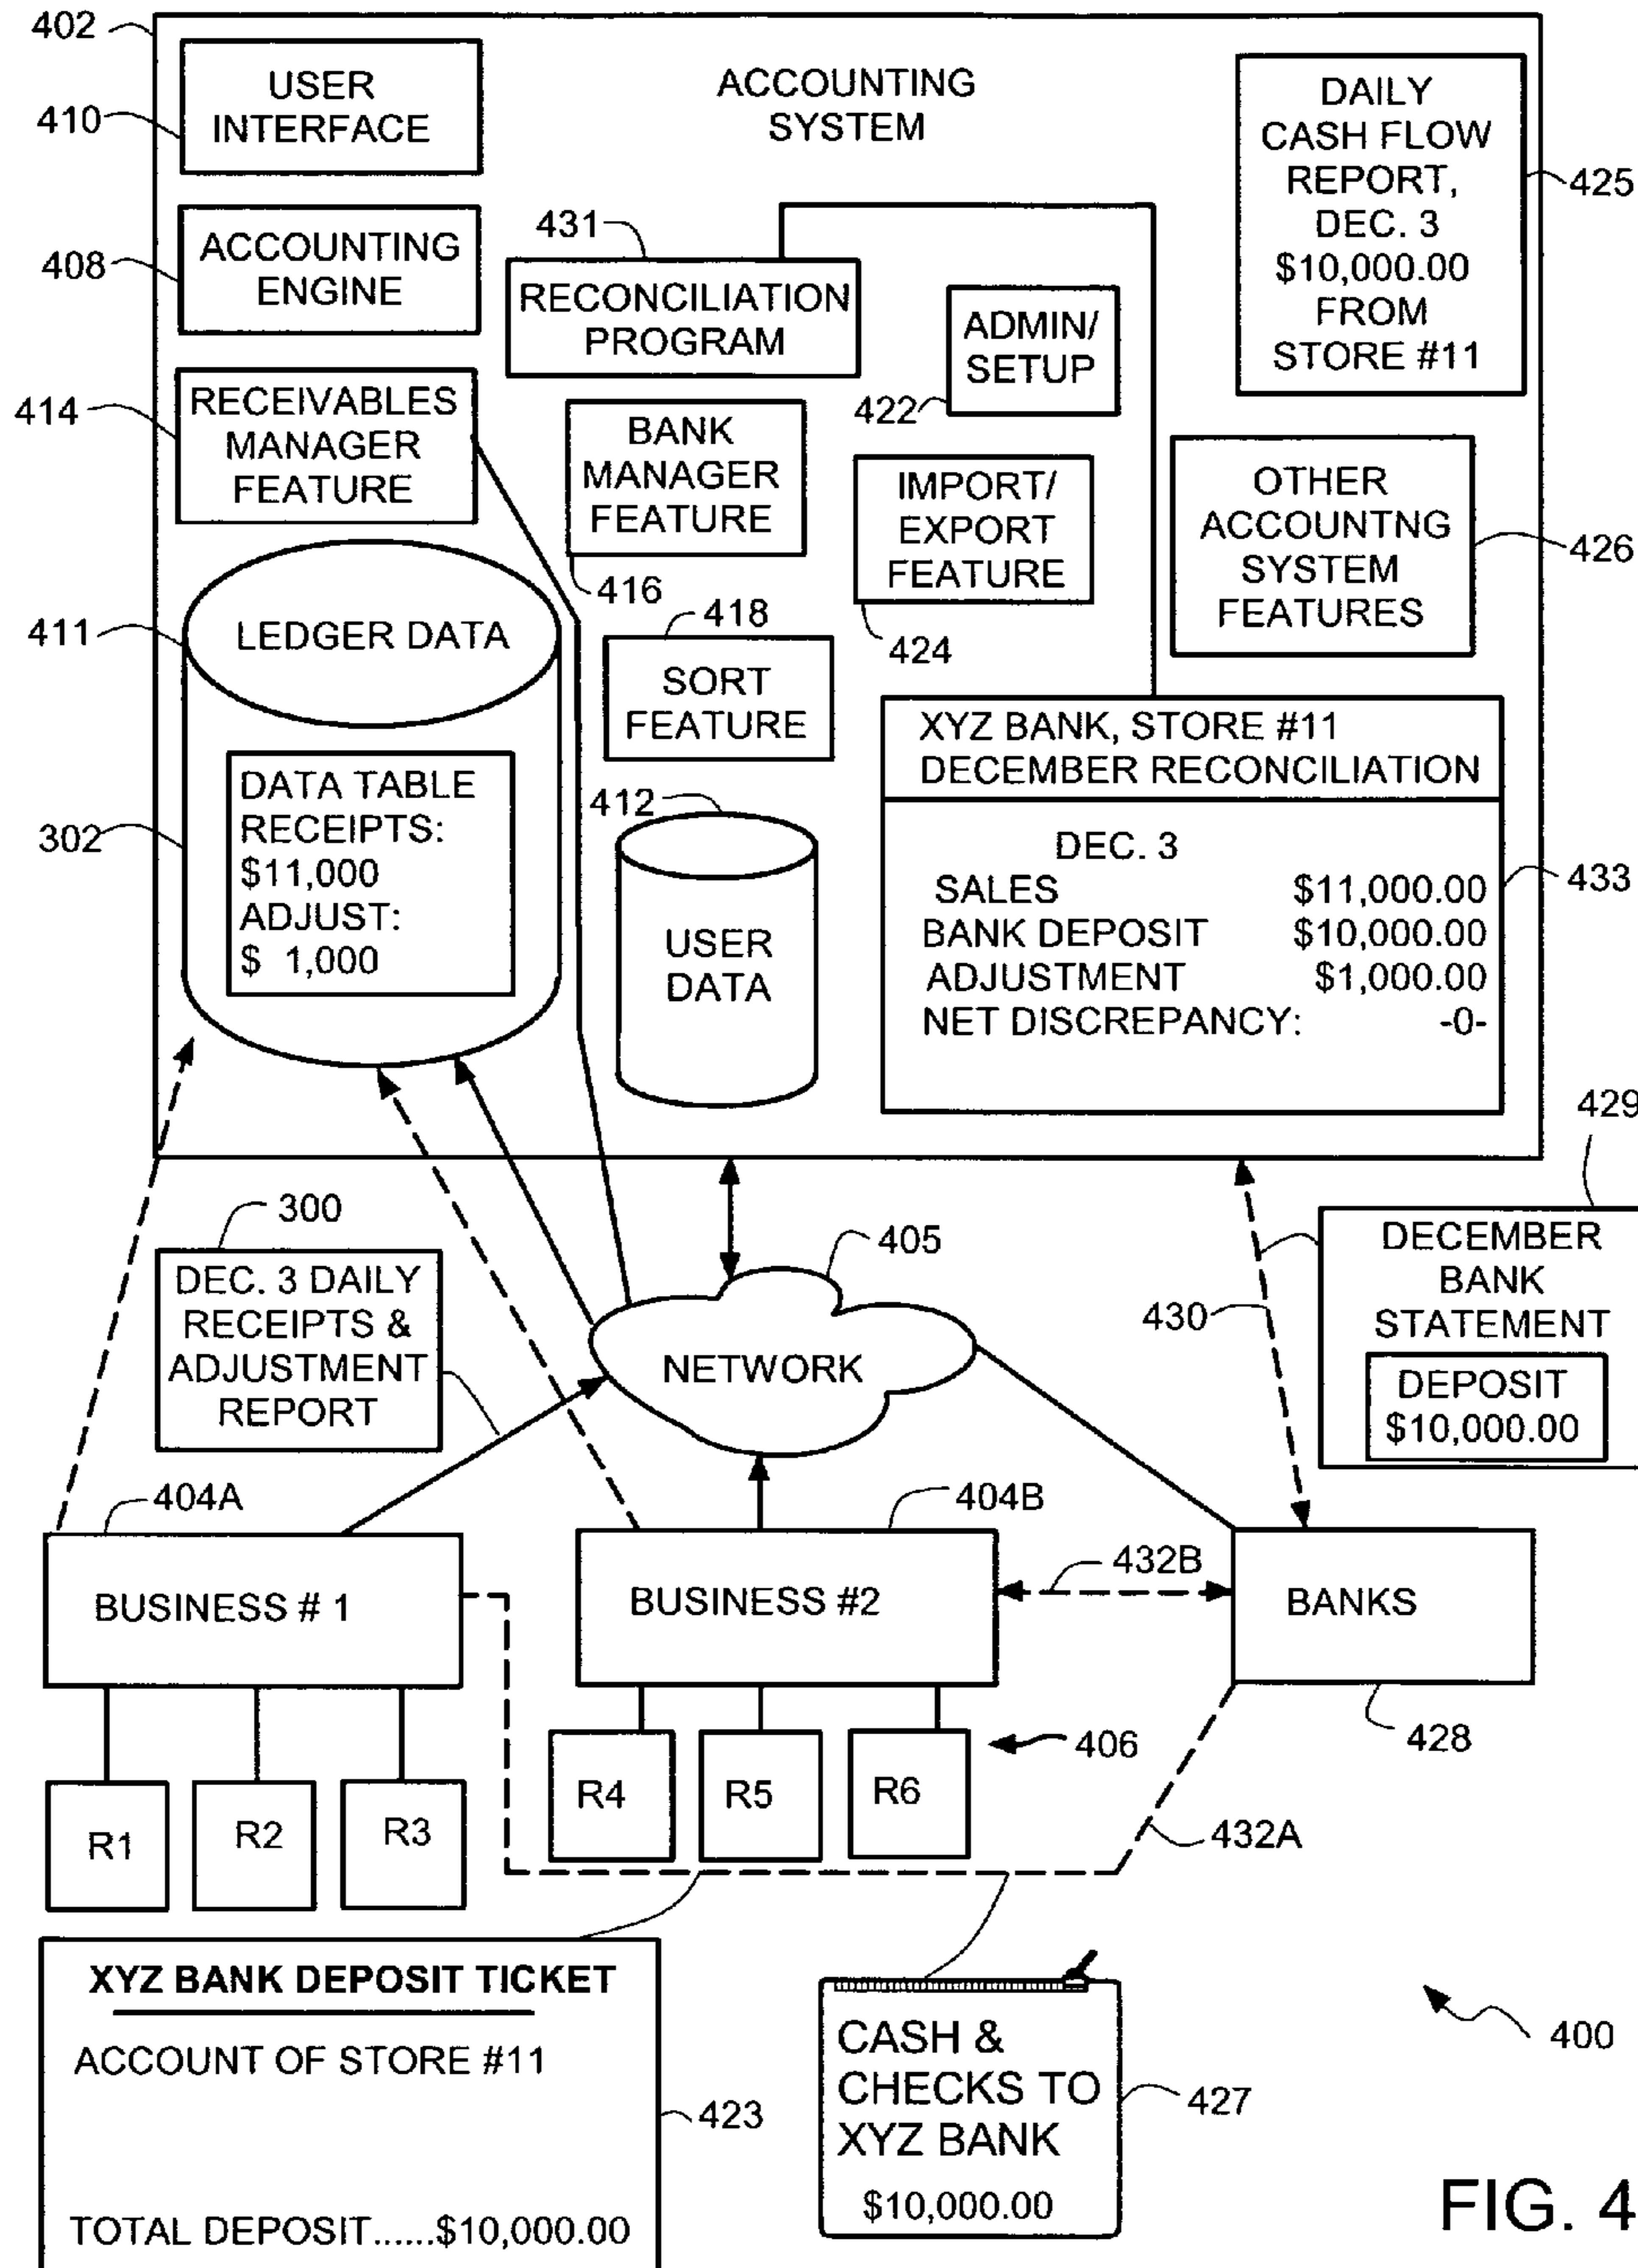 402
USER
INTERFACE
410
ACCOUNTING
SYSTEM
DAILY
CASH FLOW
REPORT,
DEC. 3
$10,000.00
FROM
STORE #11
425
ACCOUNTING
ENGINE
408
431
RECONCILIATION
PROGRAM
ADMIN/
SETUP
422
RECEIVABLES
MANAGER
FEATURE
414
BANK
MANAGER
FEATURE
416
IMPORT/
EXPORT
FEATURE
424
OTHER
ACCOUNTNG
SYSTEM
FEATURES
426
411
LEDGER DATA
418
SORT
FEATURE
DATA TABLE
RECEIPTS:
$11,000
ADJUST:
$ 1,000
302
412
USER
DATA
XYZ BANK, STORE #11
DECEMBER RECONCILIATION
DEC. 3
SALES $11,000.00
BANK DEPOSIT $10,000.00
ADJUSTMENT $1,000.00
NET DISCREPANCY: -0-
433
429
300
DEC. 3 DAILY
RECEIPTS &
ADJUSTMENT
REPORT
405
NETWORK
430
DECEMBER
BANK
STATEMENT
DEPOSIT
$10,000.00
404A
BUSINESS # 1
404B
BUSINESS #2
432B
BANKS
428
R1
R2
R3
R4
R5
R6
406
432A
XYZ BANK DEPOSIT TICKET
ACCOUNT OF STORE #11
TOTAL DEPOSIT......$10,000.00
423
CASH &
CHECKS TO
XYZ BANK
$10,000.00
427
400
FIG. 4